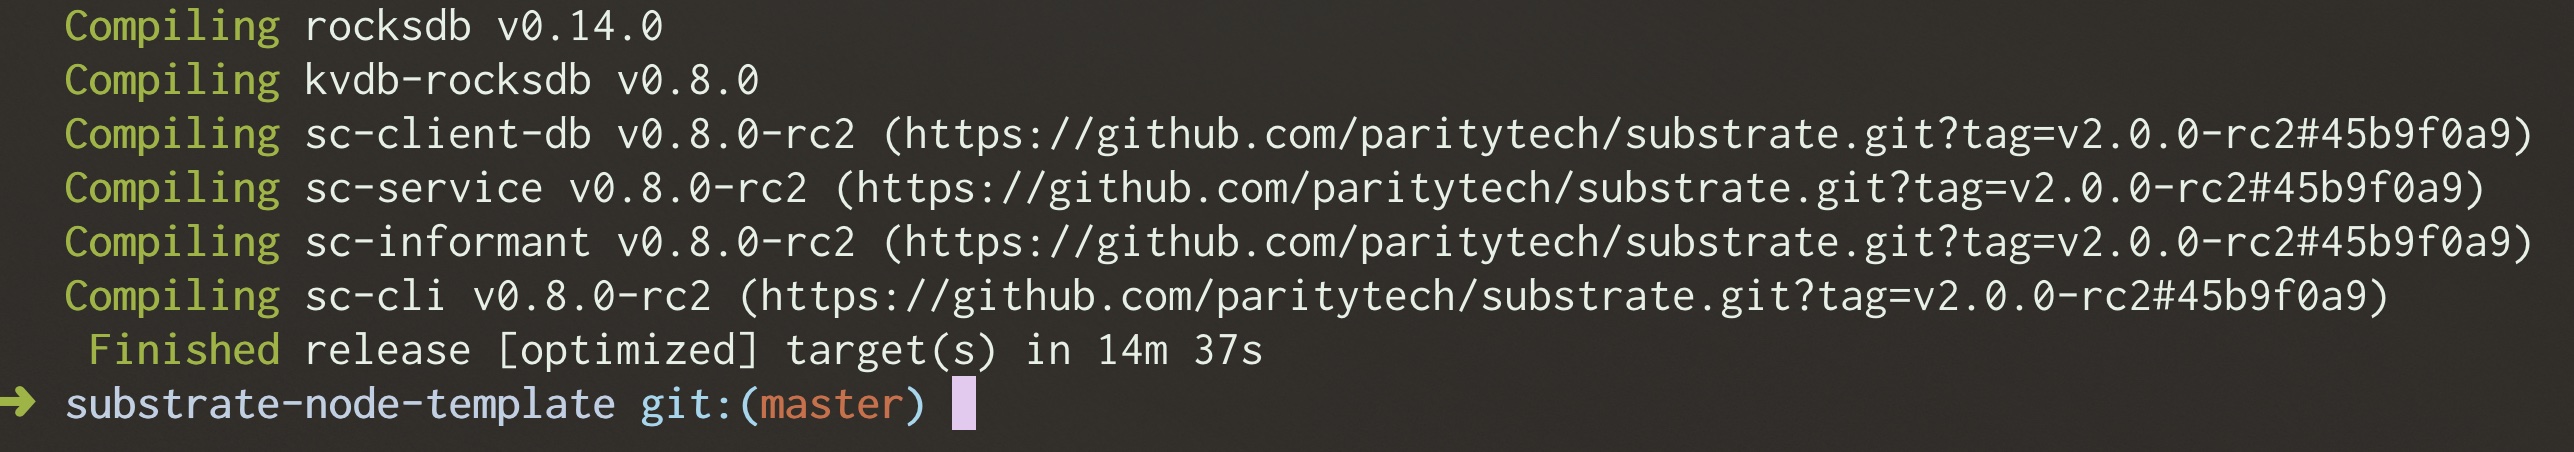 Compiling rocksdb v0.14.0
Compiling kvdb-rocksdb v0.8.0
Compiling sc-client-db v0.8.0-rc2 (https://github.com/paritytech/substrate.git?tag=v2.0.0-rc2#45b9f0a9)
Compiling sc-service v0.8.0-rc2 (https://github.com/paritytech/substrate.git?tag=v2.0.0-rc2#45b9f0a9)
Compiling sc-informant v0.8.0-rc2 (https://github.com/paritytech/substrate.git?tag=v2.0.0-rc2#45b9f0a9)
Compiling sc-cli v0.8.0-rc2 (https://github.com/paritytech/substrate.git?tag=v2.0.0-rc2#45b9f0a9)
Finished release [optimized] target(s) in 14m 37s
➜ substrate-node-template git:(master)